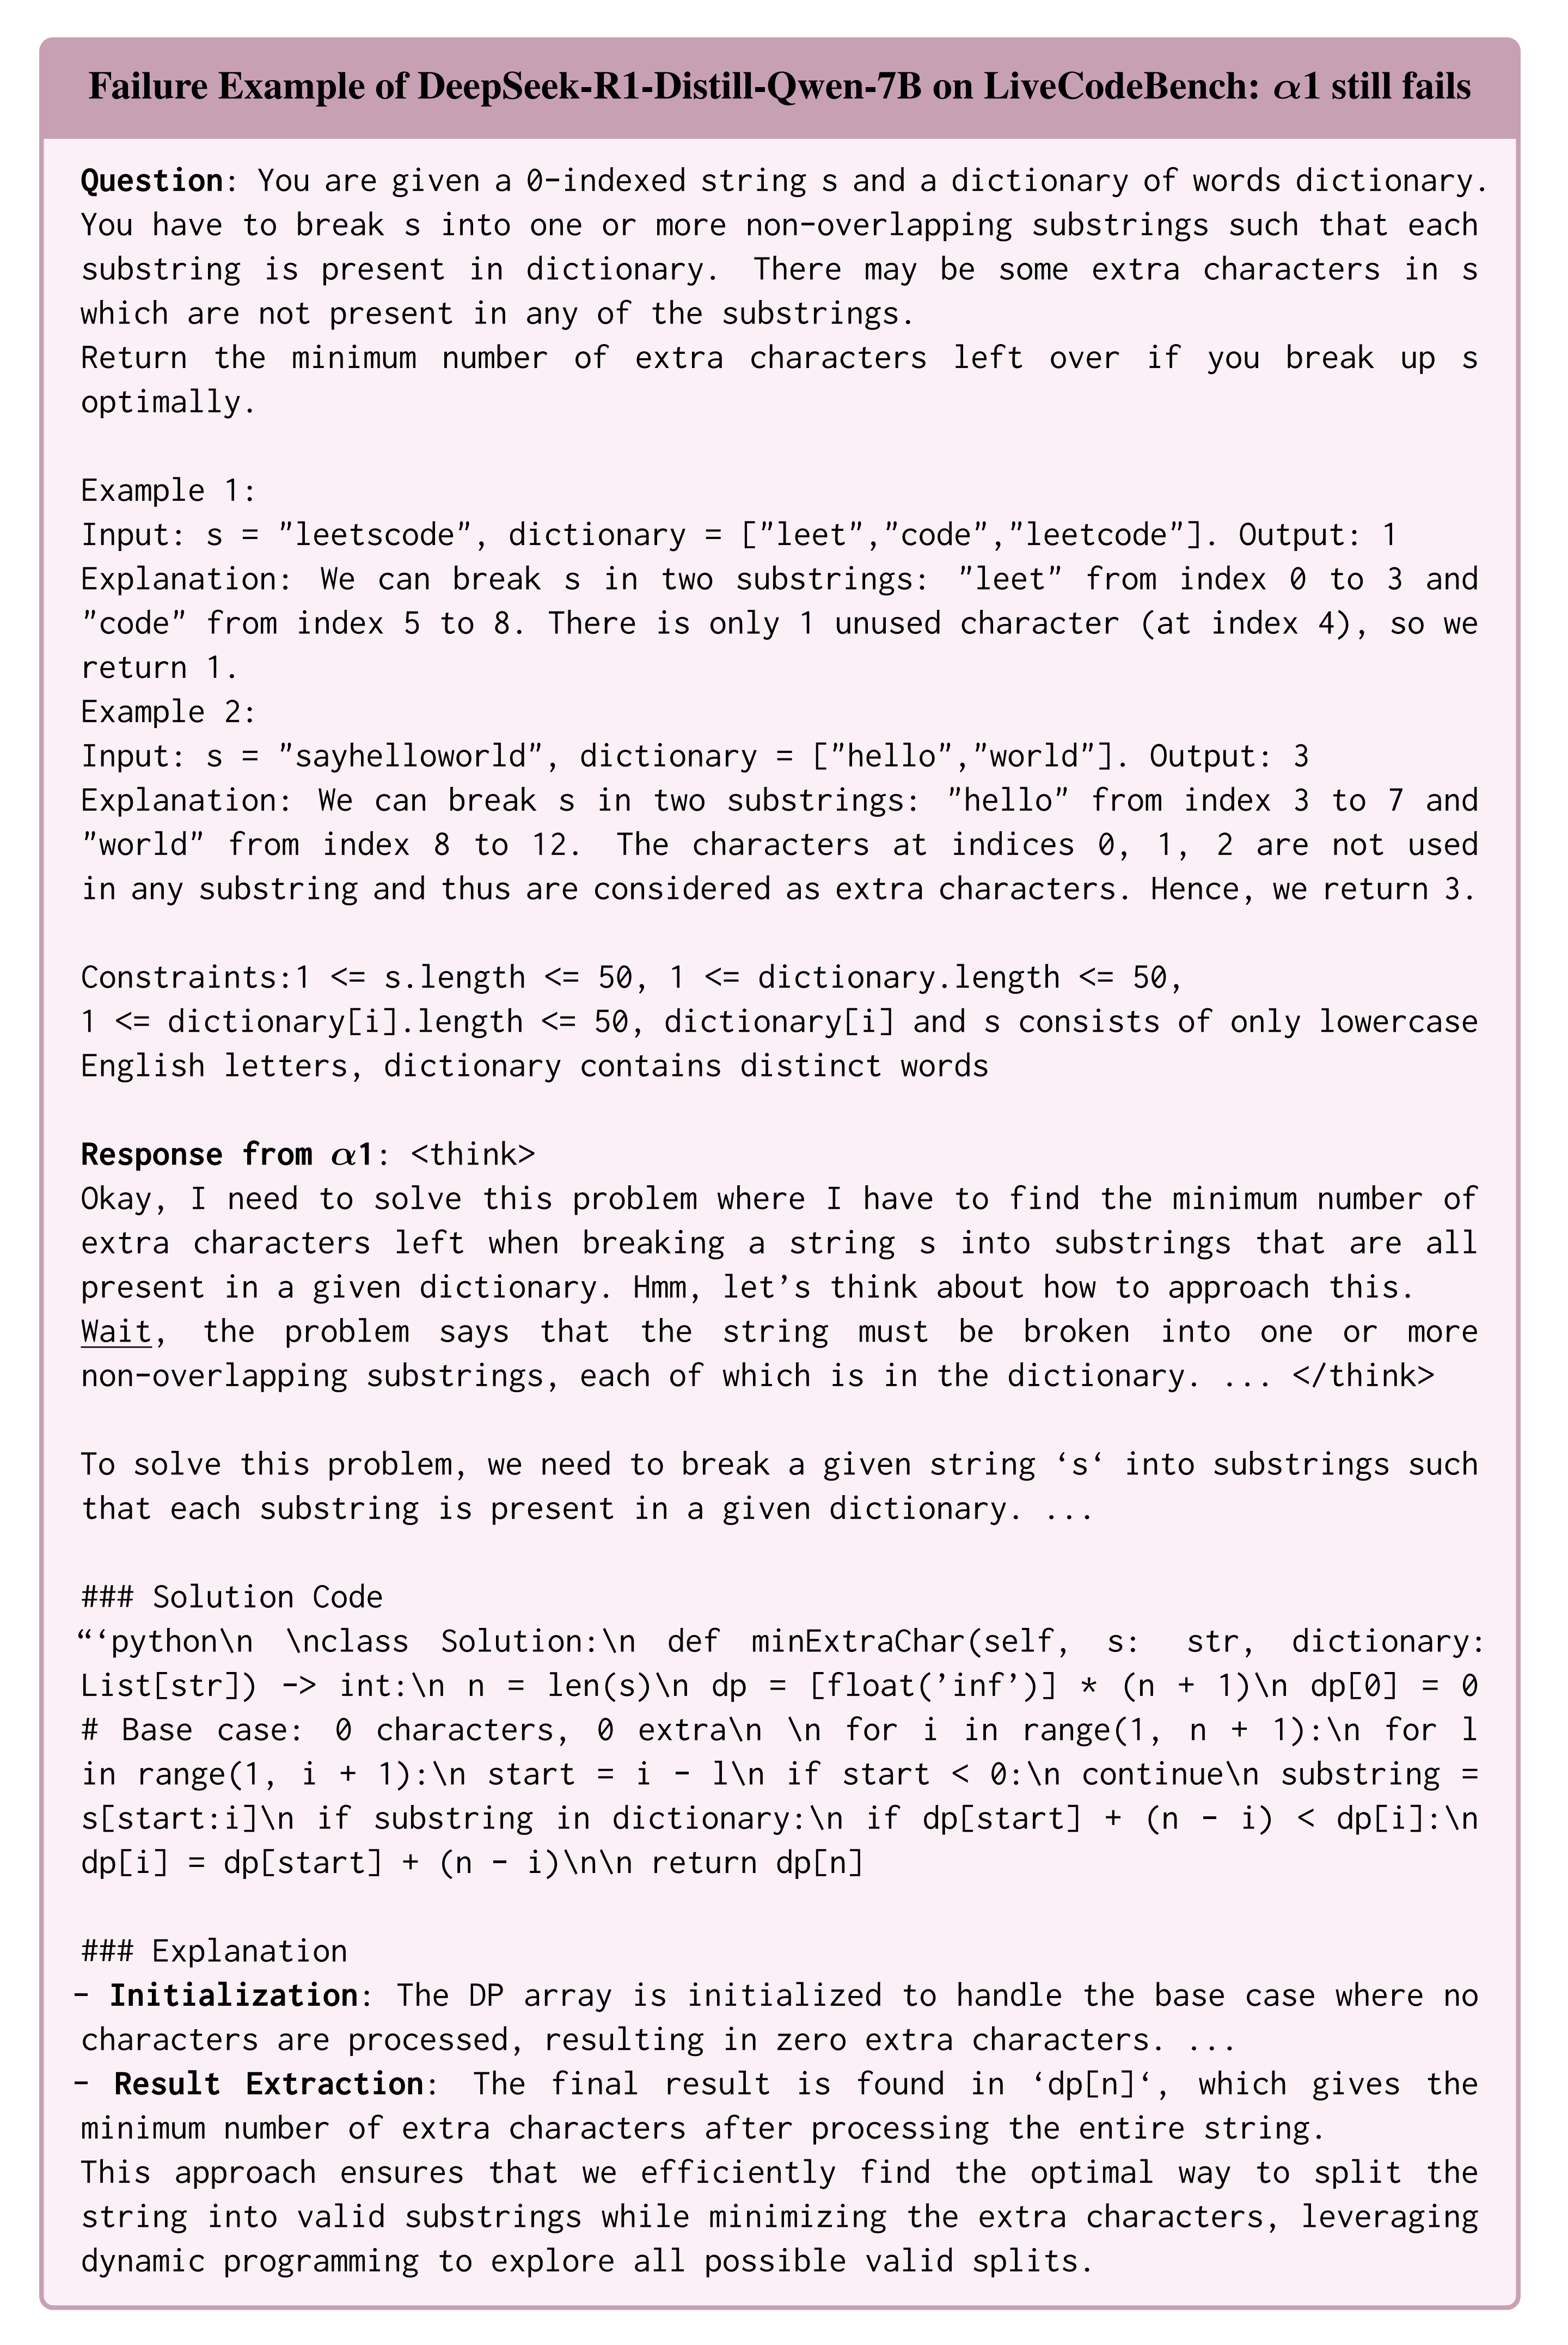 Failure Example of DeepSeek-R1-Distill-Qwen-7B on LiveCodeBench: α1 still fails
Question: You are given a 0-indexed string s and a dictionary of words dictionary.
You have to break s into one or more non-overlapping substrings such that each
substring is present in dictionary. There may be some extra characters in s
which are not present in any of the substrings.
Return the minimum number of extra characters left over if you break up s
optimally.
Example 1:
Input: s = "leetscode", dictionary = ["leet","code","leetcode"]. Output: 1
Explanation: We can break s in two substrings: "leet" from index 0 to 3 and
"code" from index 5 to 8. There is only 1 unused character (at index 4), so we
return 1.
Example 2:
Input: s = "sayhelloworld", dictionary = ["hello","world"]. Output: 3
Explanation: We can break s in two substrings: "hello" from index 3 to 7 and
"world" from index 8 to 12. The characters at indices 0, 1, 2 are not used
in any substring and thus are considered as extra characters. Hence, we return 3.
Constraints:1 <= s.length <= 50, 1 <= dictionary.length <= 50,
1 <= dictionary[i].length <= 50, dictionary[i] and s consists of only lowercase
English letters, dictionary contains distinct words
Response from α1: <think>
Okay, I need to solve this problem where I have to find the minimum number of
extra characters left when breaking a string s into substrings that are all
present in a given dictionary. Hmm, let’s think about how to approach this.
Wait, the problem says that the string must be broken into one or more
non-overlapping substrings, each of which is in the dictionary. ... </think>
To solve this problem, we need to break a given string ‘s‘ into substrings such
that each substring is present in a given dictionary. ...
### Solution Code
“‘python\n \nclass Solution:\n def minExtraChar(self, s: str, dictionary:
List[str]) -> int:\n n = len(s)\n dp = [float(’inf’)] * (n + 1)\n dp[0] = 0
# Base case: 0 characters, 0 extra\n \n for i in range(1, n + 1):\n for l
in range(1, i + 1):\n start = i - l\n if start < 0:\n continue\n substring =
s[start:i]\n if substring in dictionary:\n if dp[start] + (n - i) < dp[i]:\n
dp[i] = dp[start] + (n - i)\n\n return dp[n]
### Explanation
- Initialization: The DP array is initialized to handle the base case where no
characters are processed, resulting in zero extra characters. ...
- Result Extraction: The final result is found in ‘dp[n]‘, which gives the
minimum number of extra characters after processing the entire string.
This approach ensures that we efficiently find the optimal way to split the
string into valid substrings while minimizing the extra characters, leveraging
dynamic programming to explore all possible valid splits.